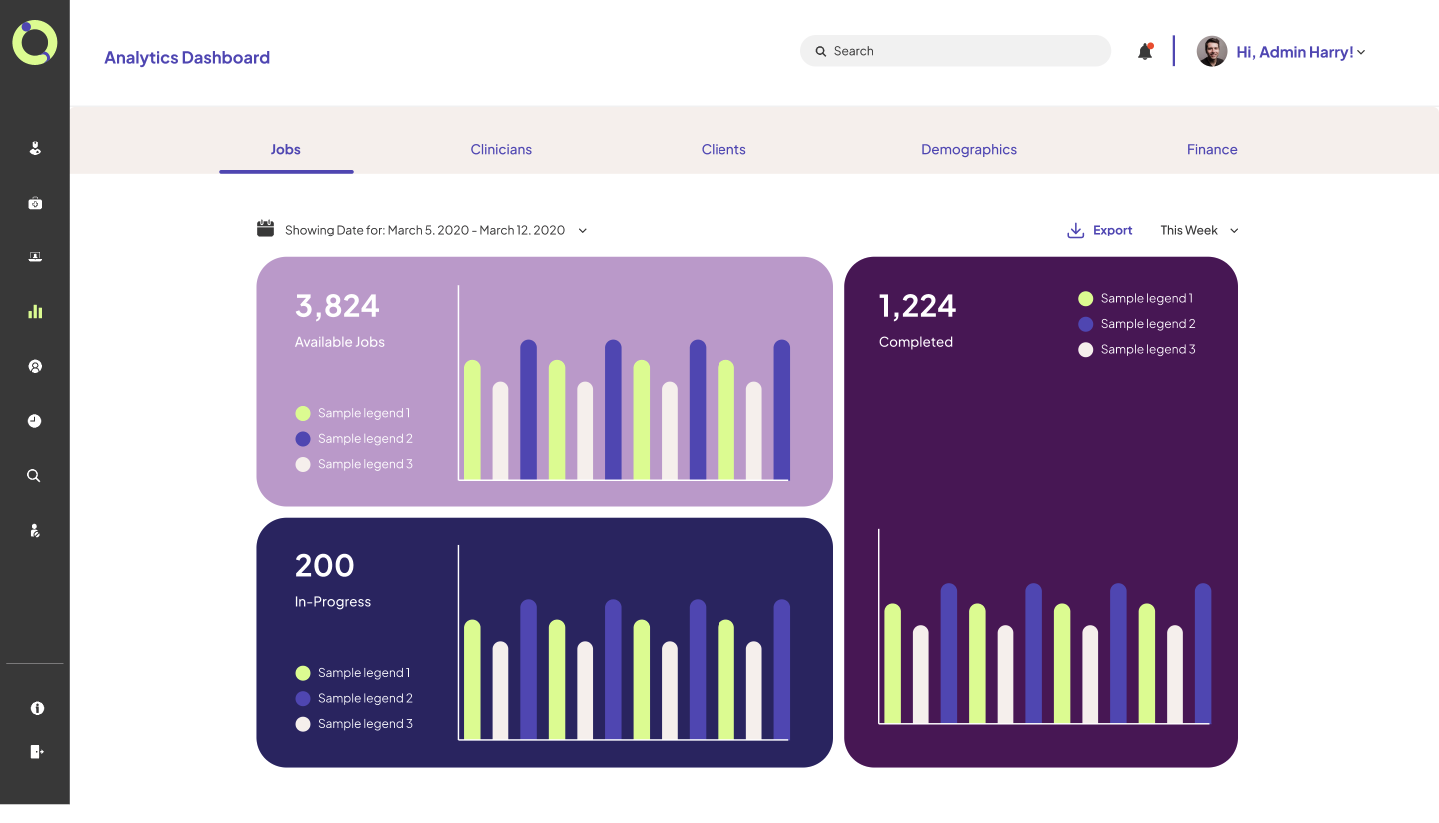 Analytics Dashboard
Search
Hi, Admin Harry!
Jobs
Clinicians
Clients
Demographics
Finance
Showing Date for: March 5, 2020 - March 12, 2020
Export
This Week
3,824
Available Jobs
Sample legend 1
Sample legend 2
Sample legend 3
1,224
Completed
Sample legend 1
Sample legend 2
Sample legend 3
200
In-Progress
Sample legend 1
Sample legend 2
Sample legend 3